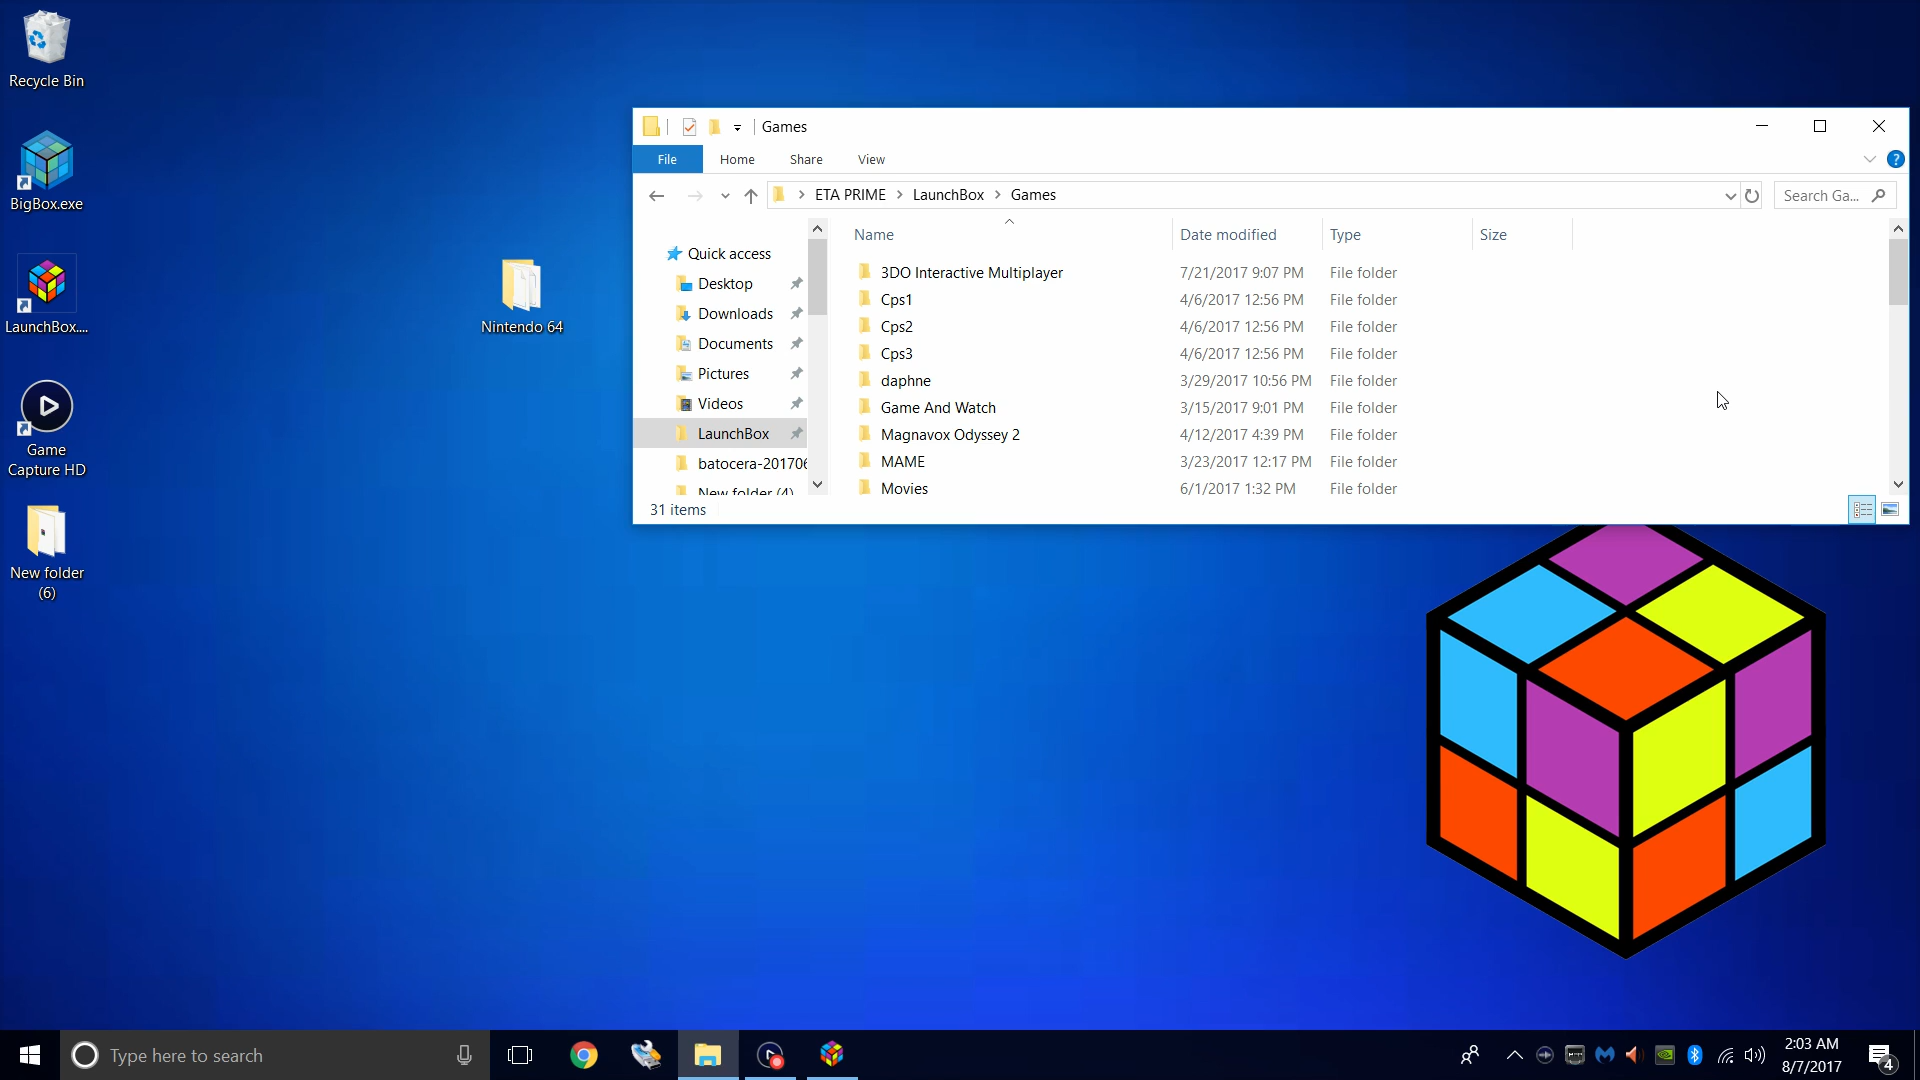 Recycle Bin
BigBox.exe
LaunchBox....
Game
Capture HD
New folder
(6)
Nintendo 64
Games
File Home Share View
?
ETA PRIME LaunchBox Games
Search Ga...
Quick access
Desktop
Downloads
Documents
Pictures
Videos
LaunchBox
batocera-20170
New folder (4)
Name Date modified Type Size
3DO Interactive Multiplayer 7/21/2017 9:07 PM File folder
Cps1 4/6/2017 12:56 PM File folder
Cps2 4/6/2017 12:56 PM File folder
Cps3 4/6/2017 12:56 PM File folder
daphne 3/29/2017 10:56 PM File folder
Game And Watch 3/15/2017 9:01 PM File folder
Magnavox Odyssey 2 4/12/2017 4:39 PM File folder
MAME 3/23/2017 12:17 PM File folder
Movies 6/1/2017 1:32 PM File folder
31 items
Type here to search
2:03 AM
8/7/2017
4